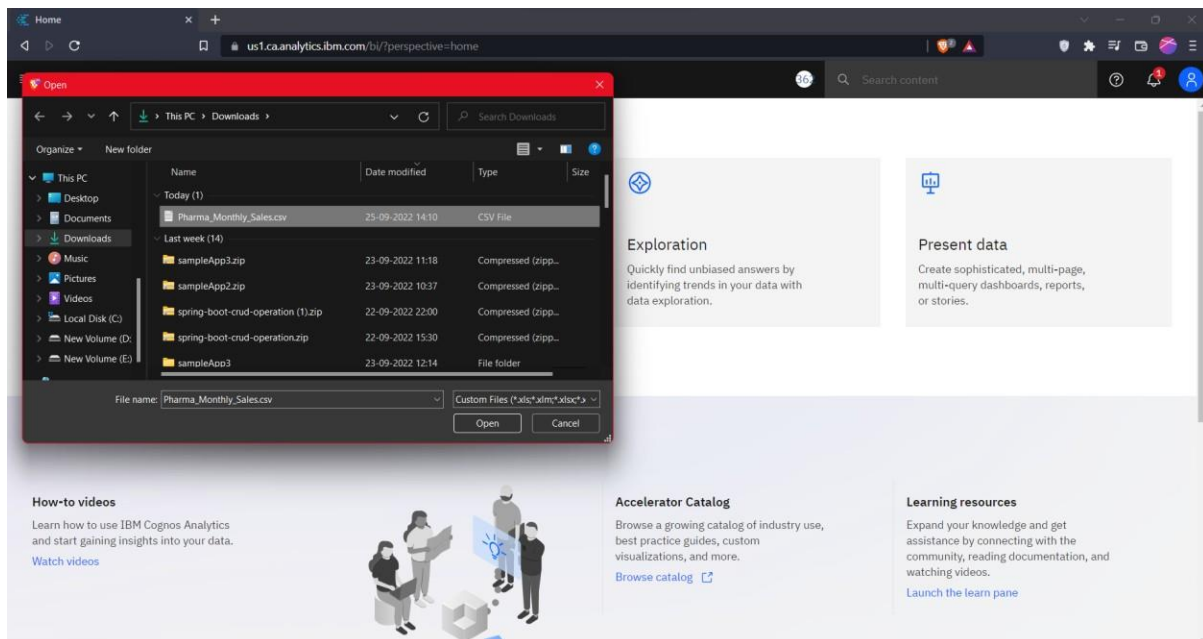 Home
us1.ca.analytics.ibm.com/bi/?perspective=home
Open
This PC > Downloads >
Search Downloads
Organize
New folder
Name
Date modified
Type
Size
This PC
Desktop
Documents
Downloads
Music
Pictures
Videos
Local Disk (C:)
New Volume (D:
New Volume (E:)
Today (1)
Pharma_Monthly_Sales.csv 25-09-2022 14:10 CSV File
Last week (14)
sampleApp3.zip 23-09-2022 11:18 Compressed (zipp...
sampleApp2.zip 23-09-2022 10:37 Compressed (zipp...
spring-boot-crud-operation (1).zip 22-09-2022 22:00 Compressed (zipp...
spring-boot-crud-operation.zip 22-09-2022 15:30 Compressed (zipp...
sampleApp3 23-09-2022 12:14 File folder
File name: Pharma_Monthly_Sales.csv
Custom Files (*.xls;*.xlm;*.xlsx;*.x
Open
Cancel
Search content
1
Exploration
Quickly find unbiased answers by
identifying trends in your data with
data exploration.
Present data
Create sophisticated, multi-page,
multi-query dashboards, reports,
or stories.
How-to videos
Learn how to use IBM Cognos Analytics
and start gaining insights into your data.
Watch videos
Accelerator Catalog
Browse a growing catalog of industry use,
best practice guides, custom
visualizations, and more.
Browse catalog
Learning resources
Expand your knowledge and get
assistance by connecting with the
community, reading documentation, and
watching videos.
Launch the learn pane